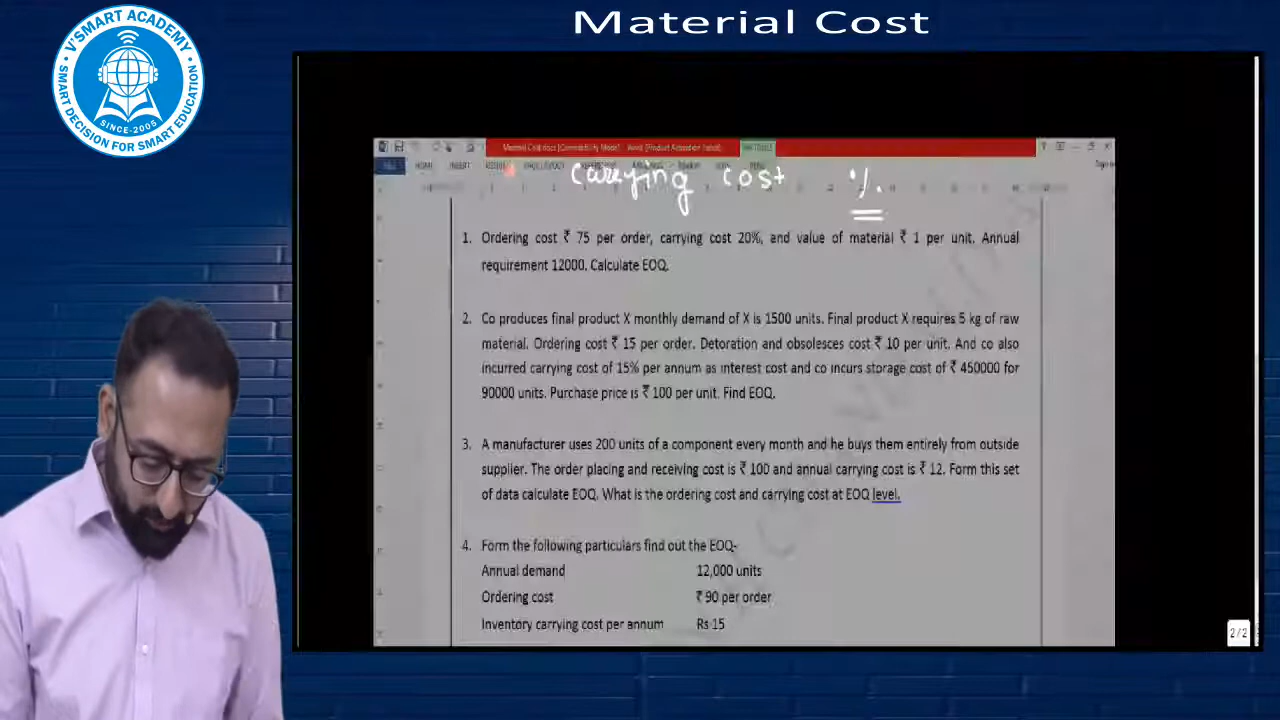 Material Cost
V'SMART ACADEMY
SINCE-2005
SMART DECISION FOR SMART EDUCATION
carrying cost %
1. Ordering cost ₹ 75 per order, carrying cost 20%, and value of material ₹ 1 per unit. Annual
requirement 12000. Calculate EOQ.
2. Co produces final product X monthly demand of X is 1500 units. Final product X requires 5 kg of raw
material. Ordering cost ₹ 15 per order. Detoration and obsolesces cost ₹ 10 per unit. And co also
incurred carrying cost of 15% per annum as interest cost and co incurs storage cost of ₹ 450000 for
90000 units. Purchase price is ₹ 100 per unit. Find EOQ.
3. A manufacturer uses 200 units of a component every month and he buys them entirely from outside
supplier. The order placing and receiving cost is ₹ 100 and annual carrying cost is ₹ 12. Form this set
of data calculate EOQ. What is the ordering cost and carrying cost at EOQ level.
4. Form the following particulars find out the EOQ-
Annual demand 12,000 units
Ordering cost ₹ 90 per order
Inventory carrying cost per annum Rs 15
2/2